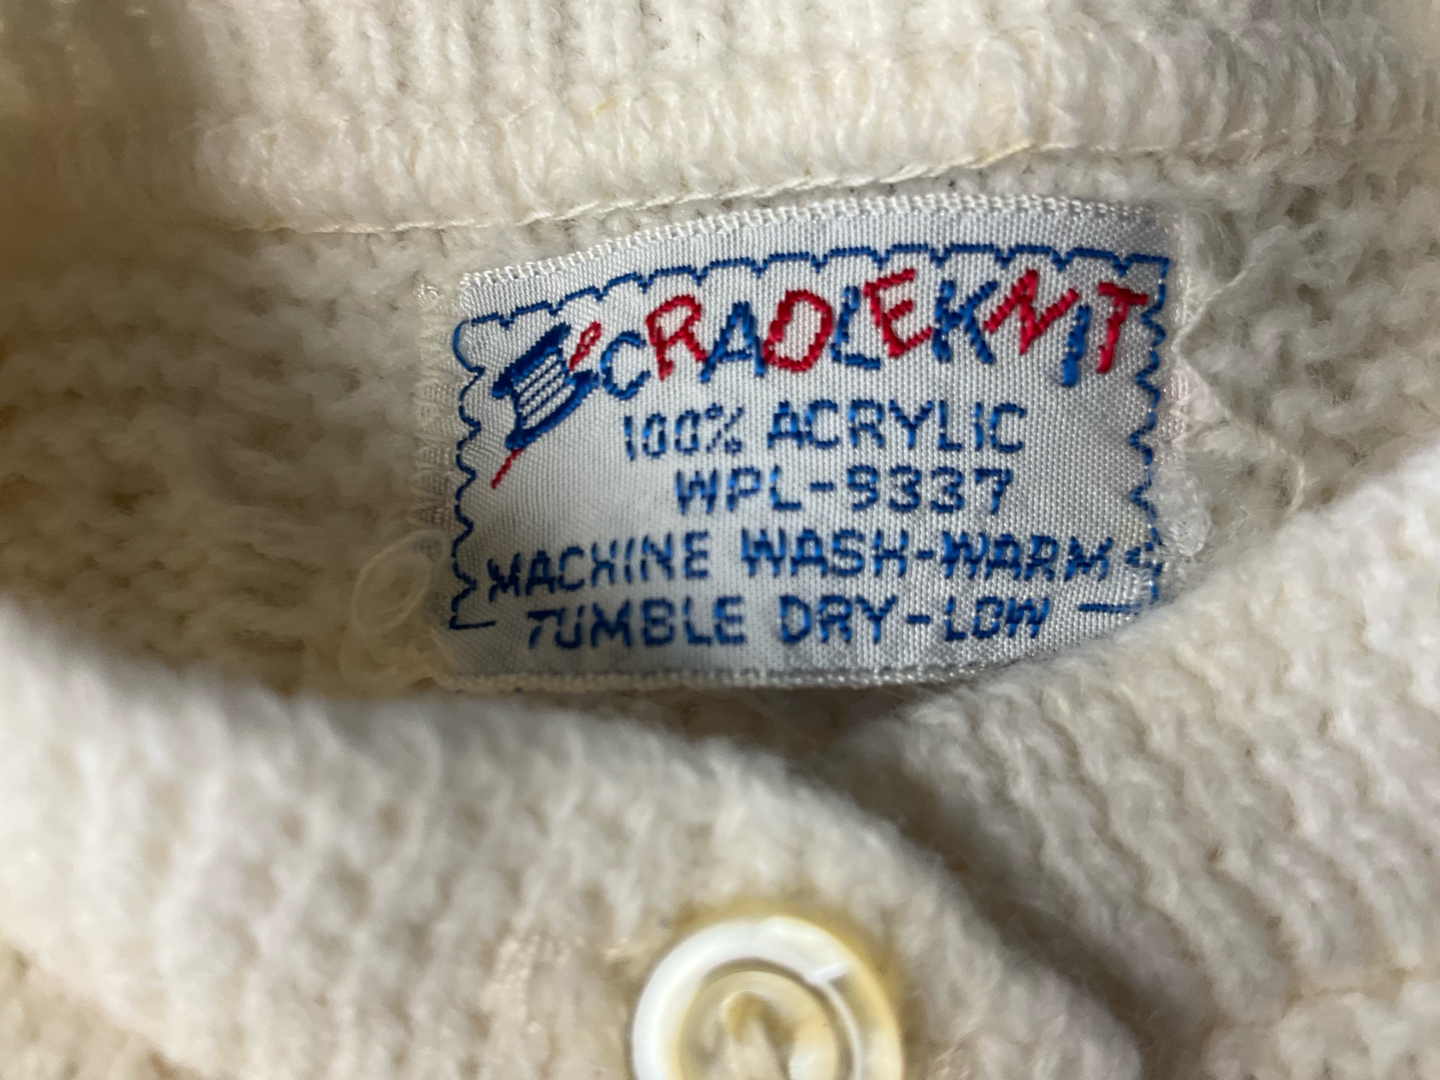 CRADLEKNIT
100% ACRYLIC
WPL-9337
MACHINE WASH-WARM
TUMBLE DRY-LOW